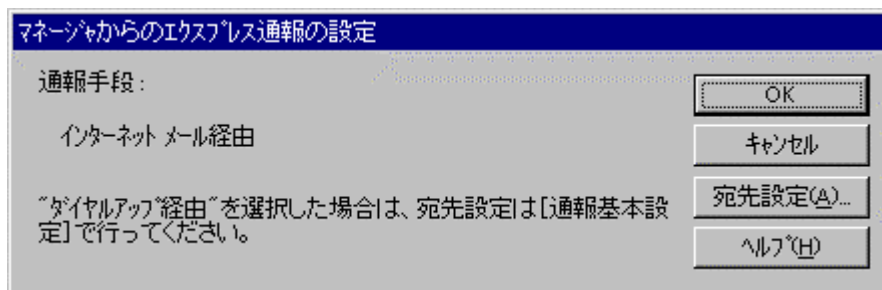 マネージャからのエクスプレス通報の設定
通報手段:
インターネット メール経由
"ダイヤルアップ経由"を選択した場合は、宛先設定は[通報基本設
定]で行ってください。
OK
キャンセル
宛先設定(A)...
ヘルプ(H)